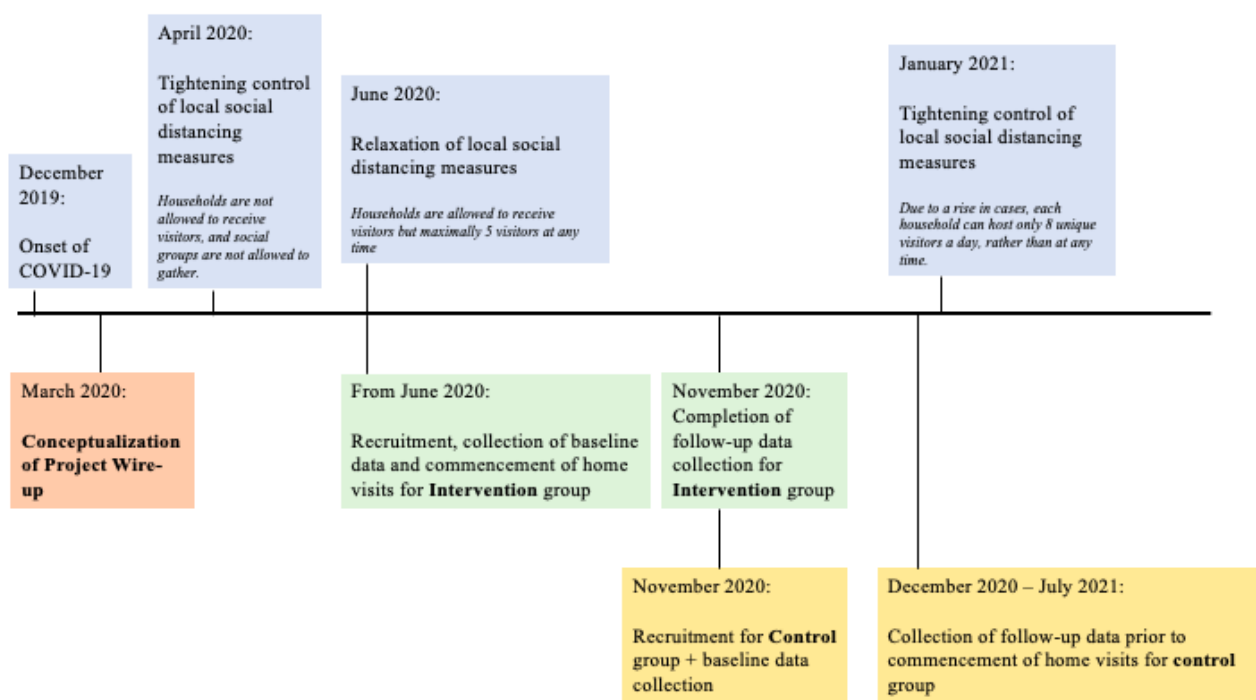 December
2019:
Onset of
COVID-19
April 2020:
Tightening control
of local social
distancing
measures
Households are not
allowed to receive
visitors, and social
groups are not allowed to
gather.
June 2020:
Relaxation of local social
distancing measures
Households are allowed to receive
visitors but maximally 5 visitors at any
time
January 2021:
Tightening control of
local social distancing
measures
Due to a rise in cases, each
household can host only 8 unique
visitors a day, rather than at any
time.
March 2020:
Conceptualization
of Project Wire-
up
From June 2020:
Recruitment, collection of baseline
data and commencement of home
visits for Intervention group
November 2020:
Completion of
follow-up data
collection for
Intervention group
November 2020:
Recruitment for Control
group + baseline data
collection
December 2020 – July 2021:
Collection of follow-up data prior to
commencement of home visits for control
group